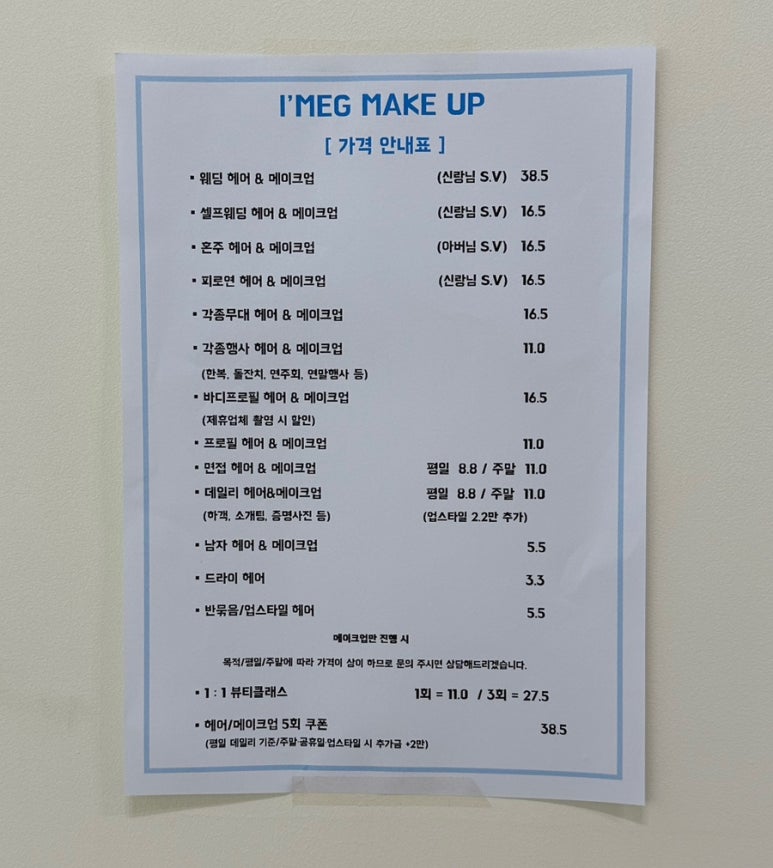 I'MEG MAKE UP
[ 가격 안내표 ]
▪ 웨딩 헤어 & 메이크업 (신랑님 S.V) 38.5
▪ 셀프웨딩 헤어 & 메이크업 (신랑님 S.V) 16.5
▪ 혼주 헤어 & 메이크업 (아버님 S.V) 16.5
▪ 피로연 헤어 & 메이크업 (신랑님 S.V) 16.5
▪ 각종무대 헤어 & 메이크업 16.5
▪ 각종행사 헤어 & 메이크업 11.0
(한복, 돌잔치, 연주회, 연말행사 등)
▪ 바디프로필 헤어 & 메이크업 16.5
(제휴업체 촬영 시 할인)
▪ 프로필 헤어 & 메이크업 11.0
▪ 면접 헤어 & 메이크업 평일 8.8 / 주말 11.0
▪ 데일리 헤어&메이크업 평일 8.8 / 주말 11.0
(하객, 소개팅, 증명사진 등) (업스타일 2.2만 추가)
▪ 남자 헤어 & 메이크업 5.5
▪ 드라이 헤어 3.3
▪ 반묶음/업스타일 헤어 5.5
메이크업만 진행 시
목적/평일/주말에 따라 가격이 상이 하므로 문의 주시면 상담해드리겠습니다.
▪ 1 : 1 뷰티클래스 1회 = 11.0 / 3회 = 27.5
▪ 헤어/메이크업 5회 쿠폰 38.5
(평일 데일리 기준/주말·공휴일·업스타일 시 추가금 +2만)